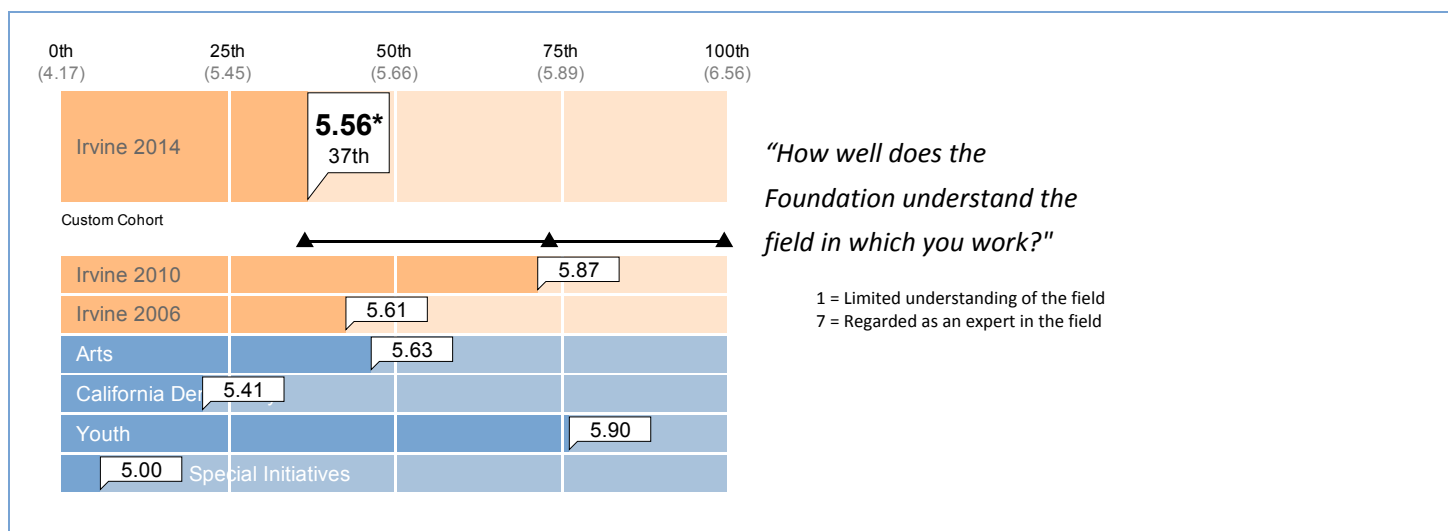 0th 25th 50th 75th 100th
(4.17) (5.45) (5.66) (5.89) (6.56)
Irvine 2014
5.56*
37th
Custom Cohort
Irvine 2010 5.87
Irvine 2006 5.61
Arts 5.63
California 5.41
Youth 5.90
5.00 Special Initiatives
“How well does the
Foundation understand the
field in which you work?"
1 = Limited understanding of the field
7 = Regarded as an expert in the field